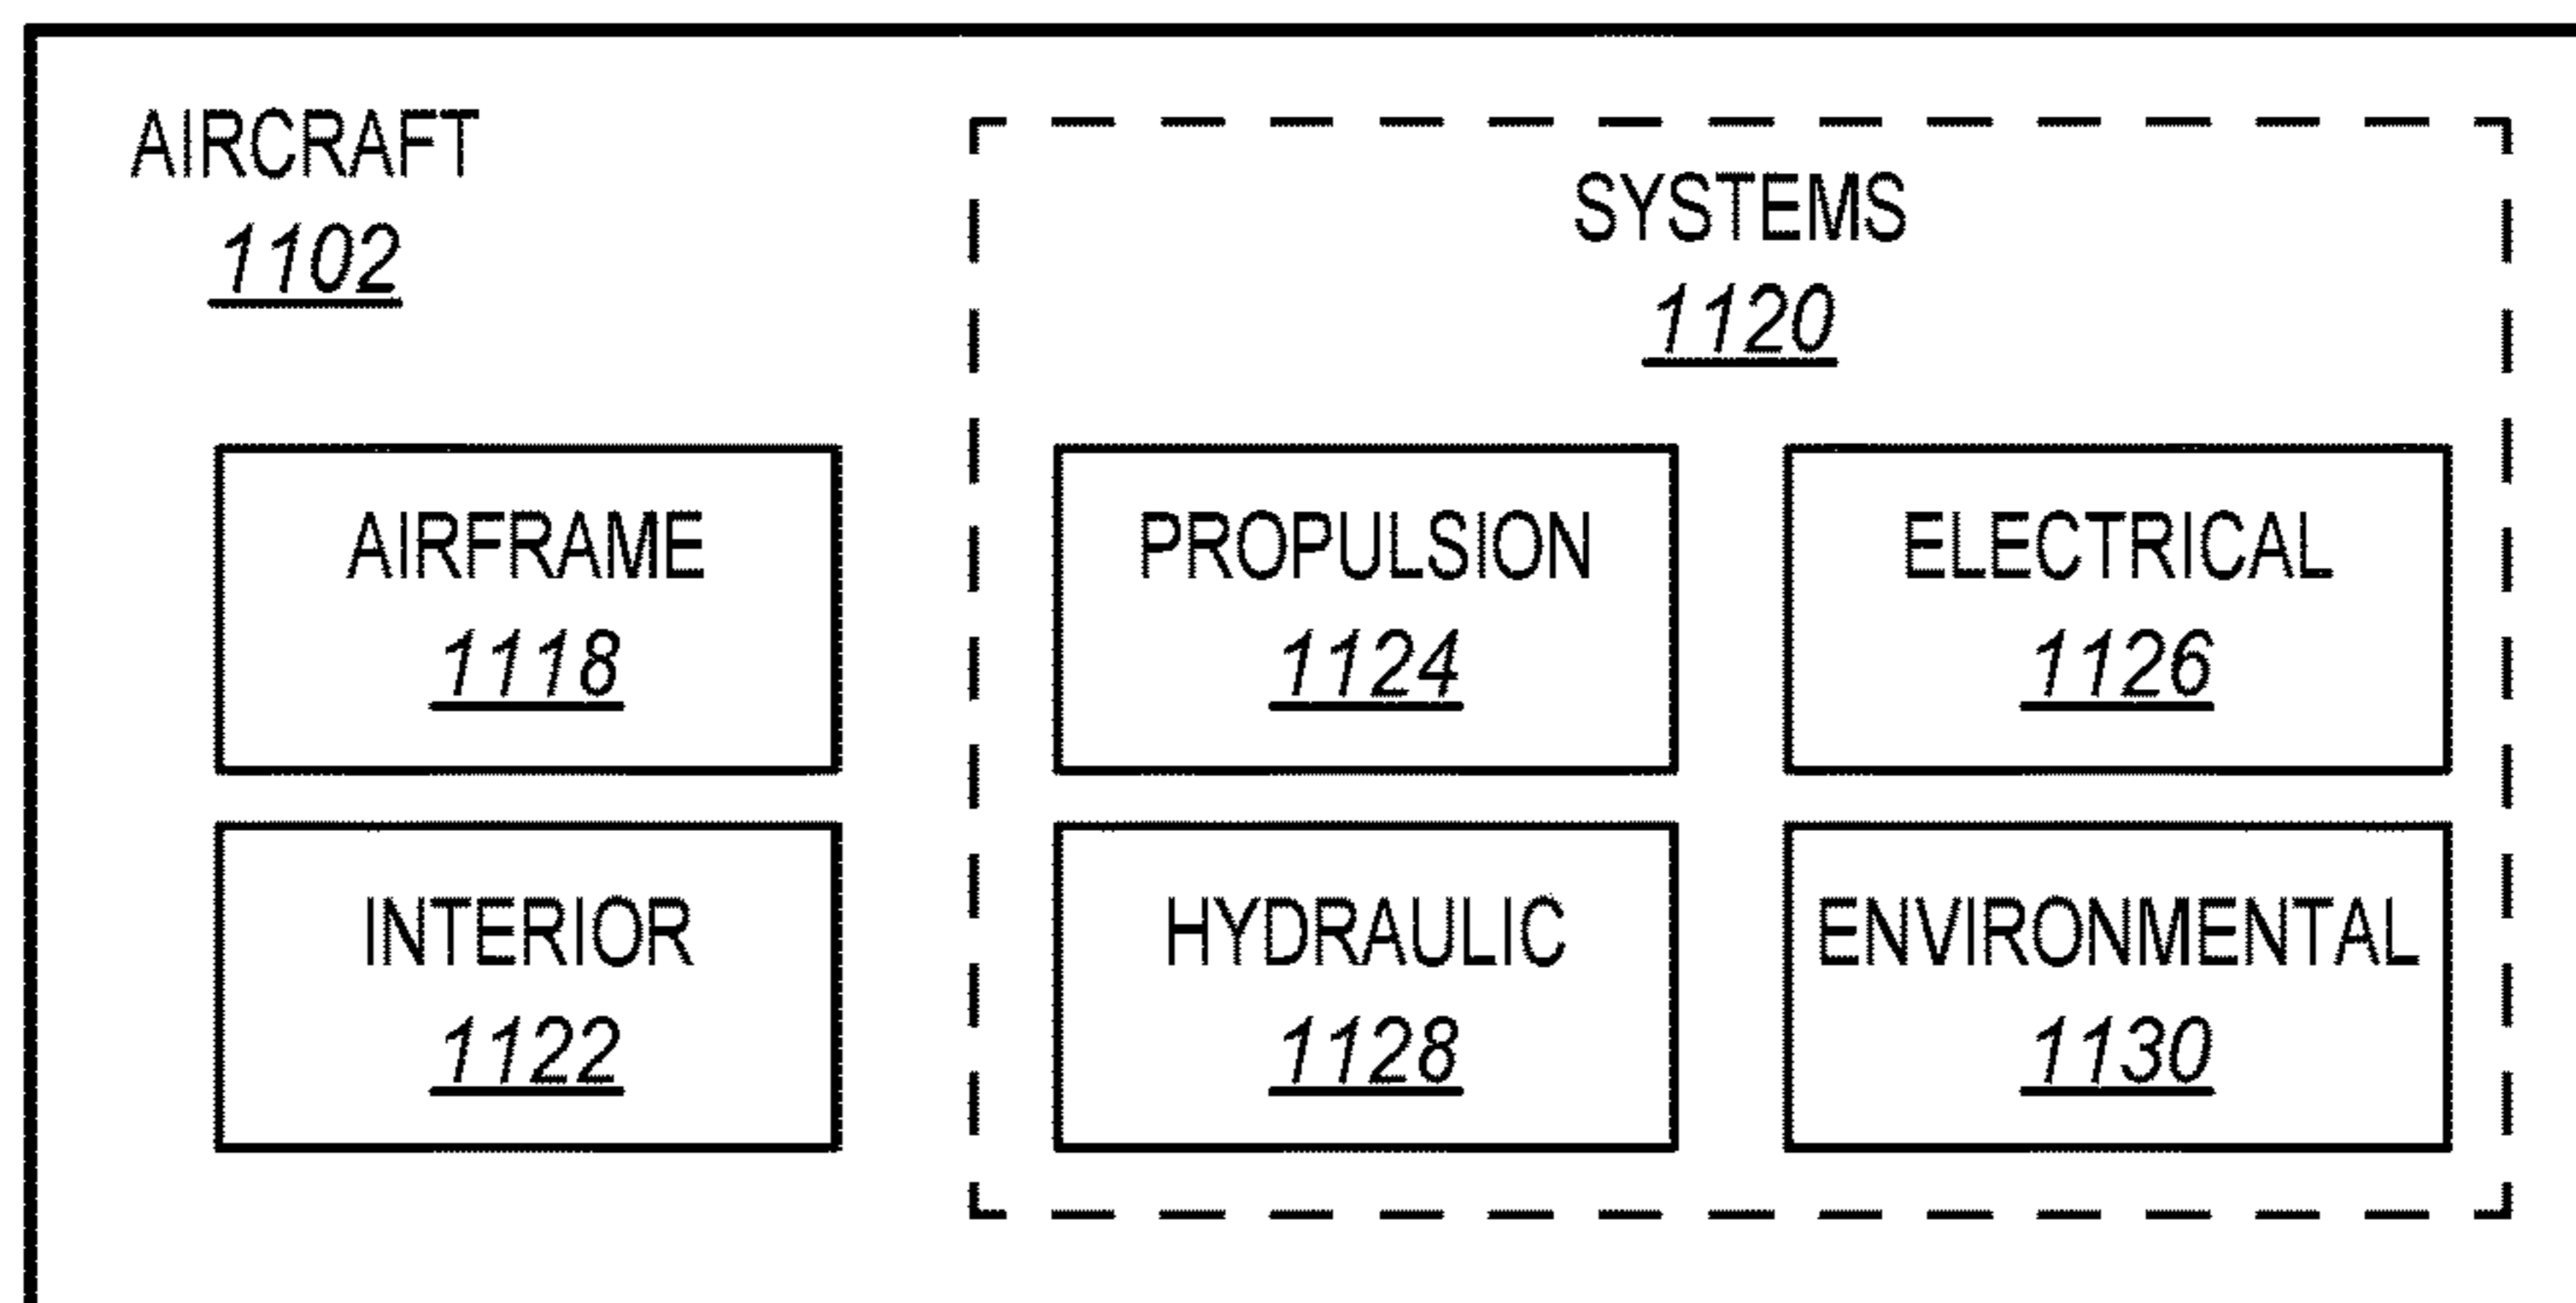 AIRCRAFT
1102
SYSTEMS
1120
AIRFRAME
1118
PROPULSION
1124
ELECTRICAL
1126
INTERIOR
1122
HYDRAULIC
1128
ENVIRONMENTAL
1130